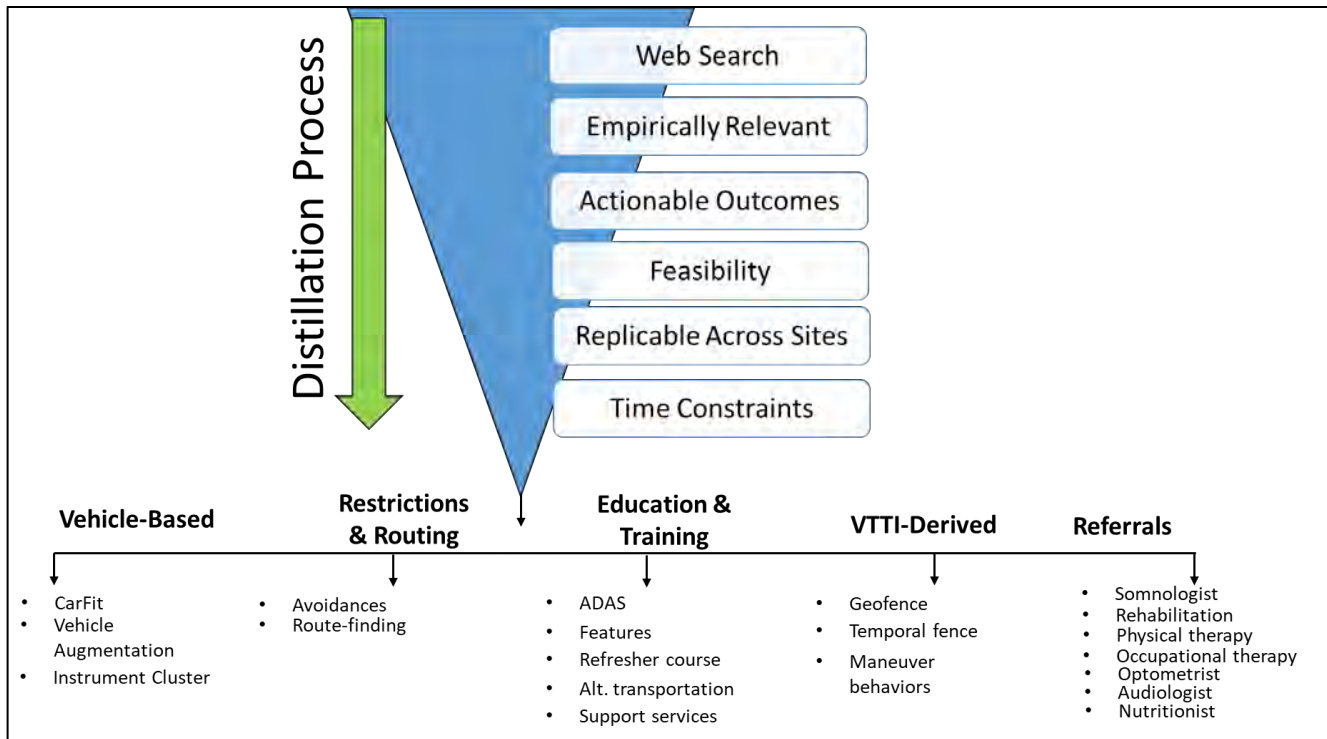 Distillation Process
Web Search
Empirically Relevant
Actionable Outcomes
Feasibility
Replicable Across Sites
Time Constraints
Vehicle-Based
• CarFit
• Vehicle
Augmentation
• Instrument Cluster
Restrictions
& Routing
• Avoidances
• Route-finding
Education &
Training
• ADAS
• Features
• Refresher course
• Alt. transportation
• Support services
VTTI-Derived
• Geofence
• Temporal fence
• Maneuver
behaviors
Referrals
• Somnologist
• Rehabilitation
• Physical therapy
• Occupational therapy
• Optometrist
• Audiologist
• Nutritionist